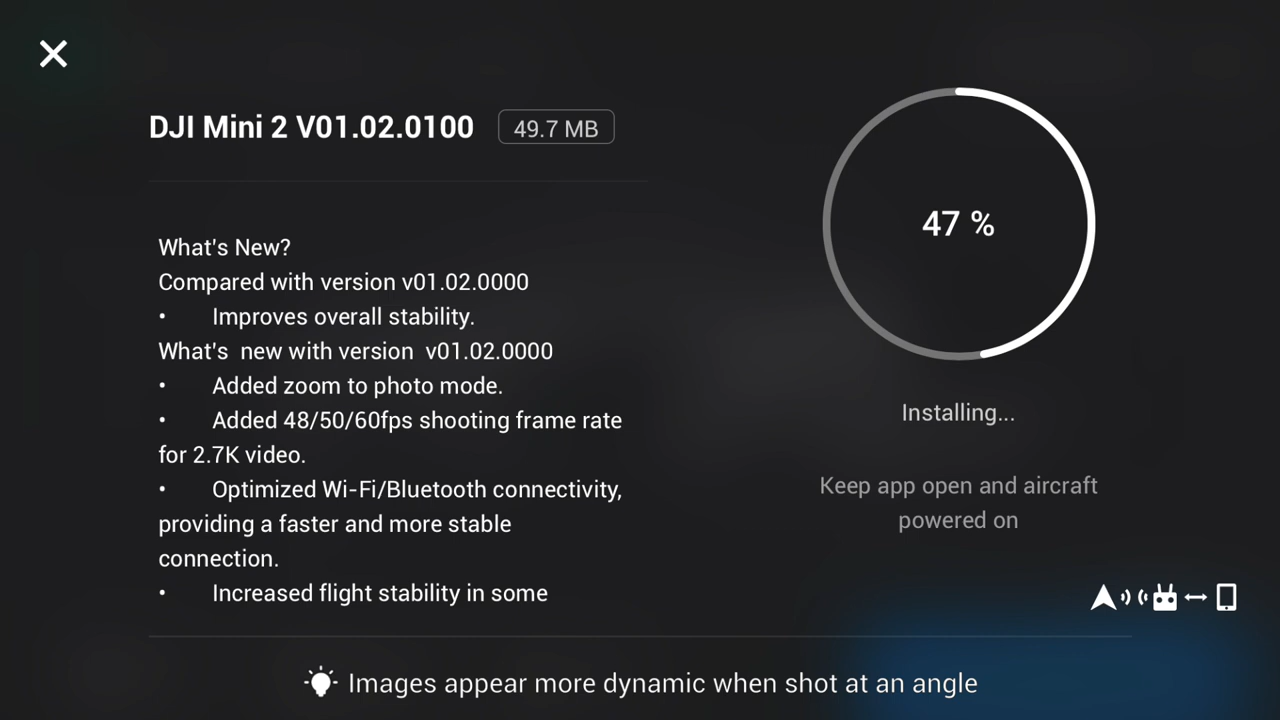 DJI Mini 2 V01.02.0100 49.7 MB
What's New?
Compared with version v01.02.0000
• Improves overall stability.
What's new with version v01.02.0000
• Added zoom to photo mode.
• Added 48/50/60fps shooting frame rate
for 2.7K video.
• Optimized Wi-Fi/Bluetooth connectivity,
providing a faster and more stable
connection.
• Increased flight stability in some
47 %
Installing...
Keep app open and aircraft
powered on
Images appear more dynamic when shot at an angle